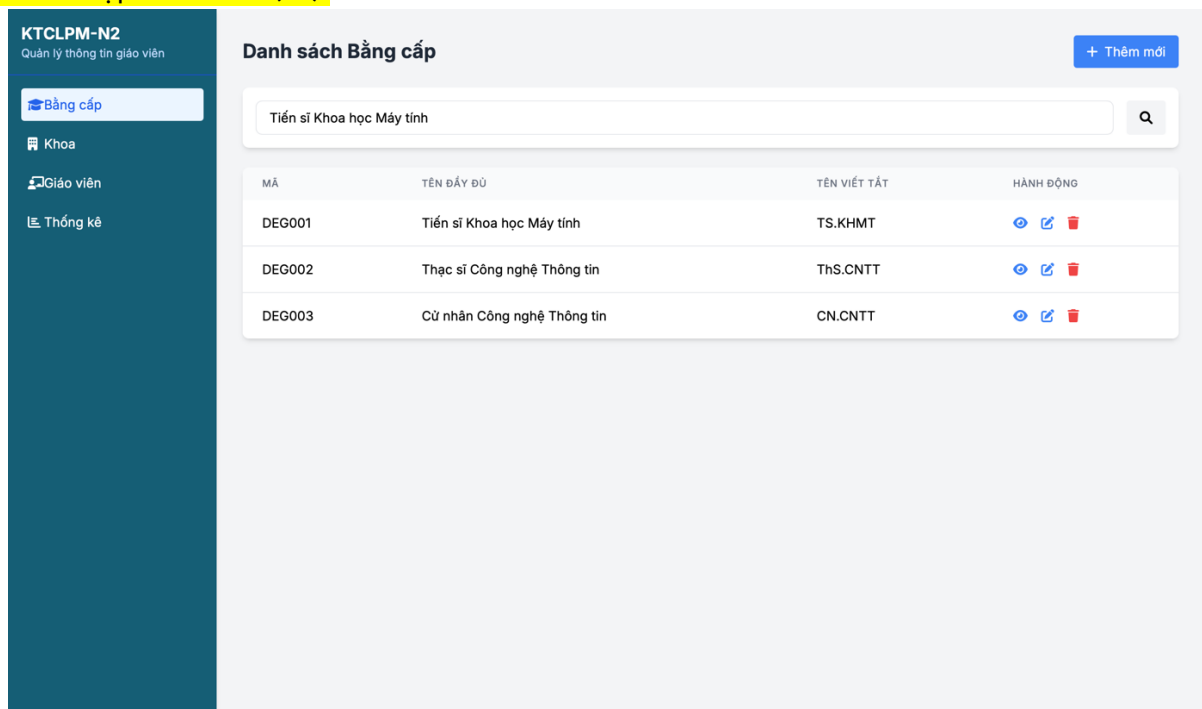 KTCLPM-N2
Quản lý thông tin giáo viên
Bằng cấp
Khoa
Giáo viên
Thống kê
Danh sách Bằng cấp
+ Thêm mới
Tiến sĩ Khoa học Máy tính
MÃ TÊN ĐẦY ĐỦ TÊN VIẾT TẮT HÀNH ĐỘNG
DEG001 Tiến sĩ Khoa học Máy tính TS.KHMT
DEG002 Thạc sĩ Công nghệ Thông tin ThS.CNTT
DEG003 Cử nhân Công nghệ Thông tin CN.CNTT